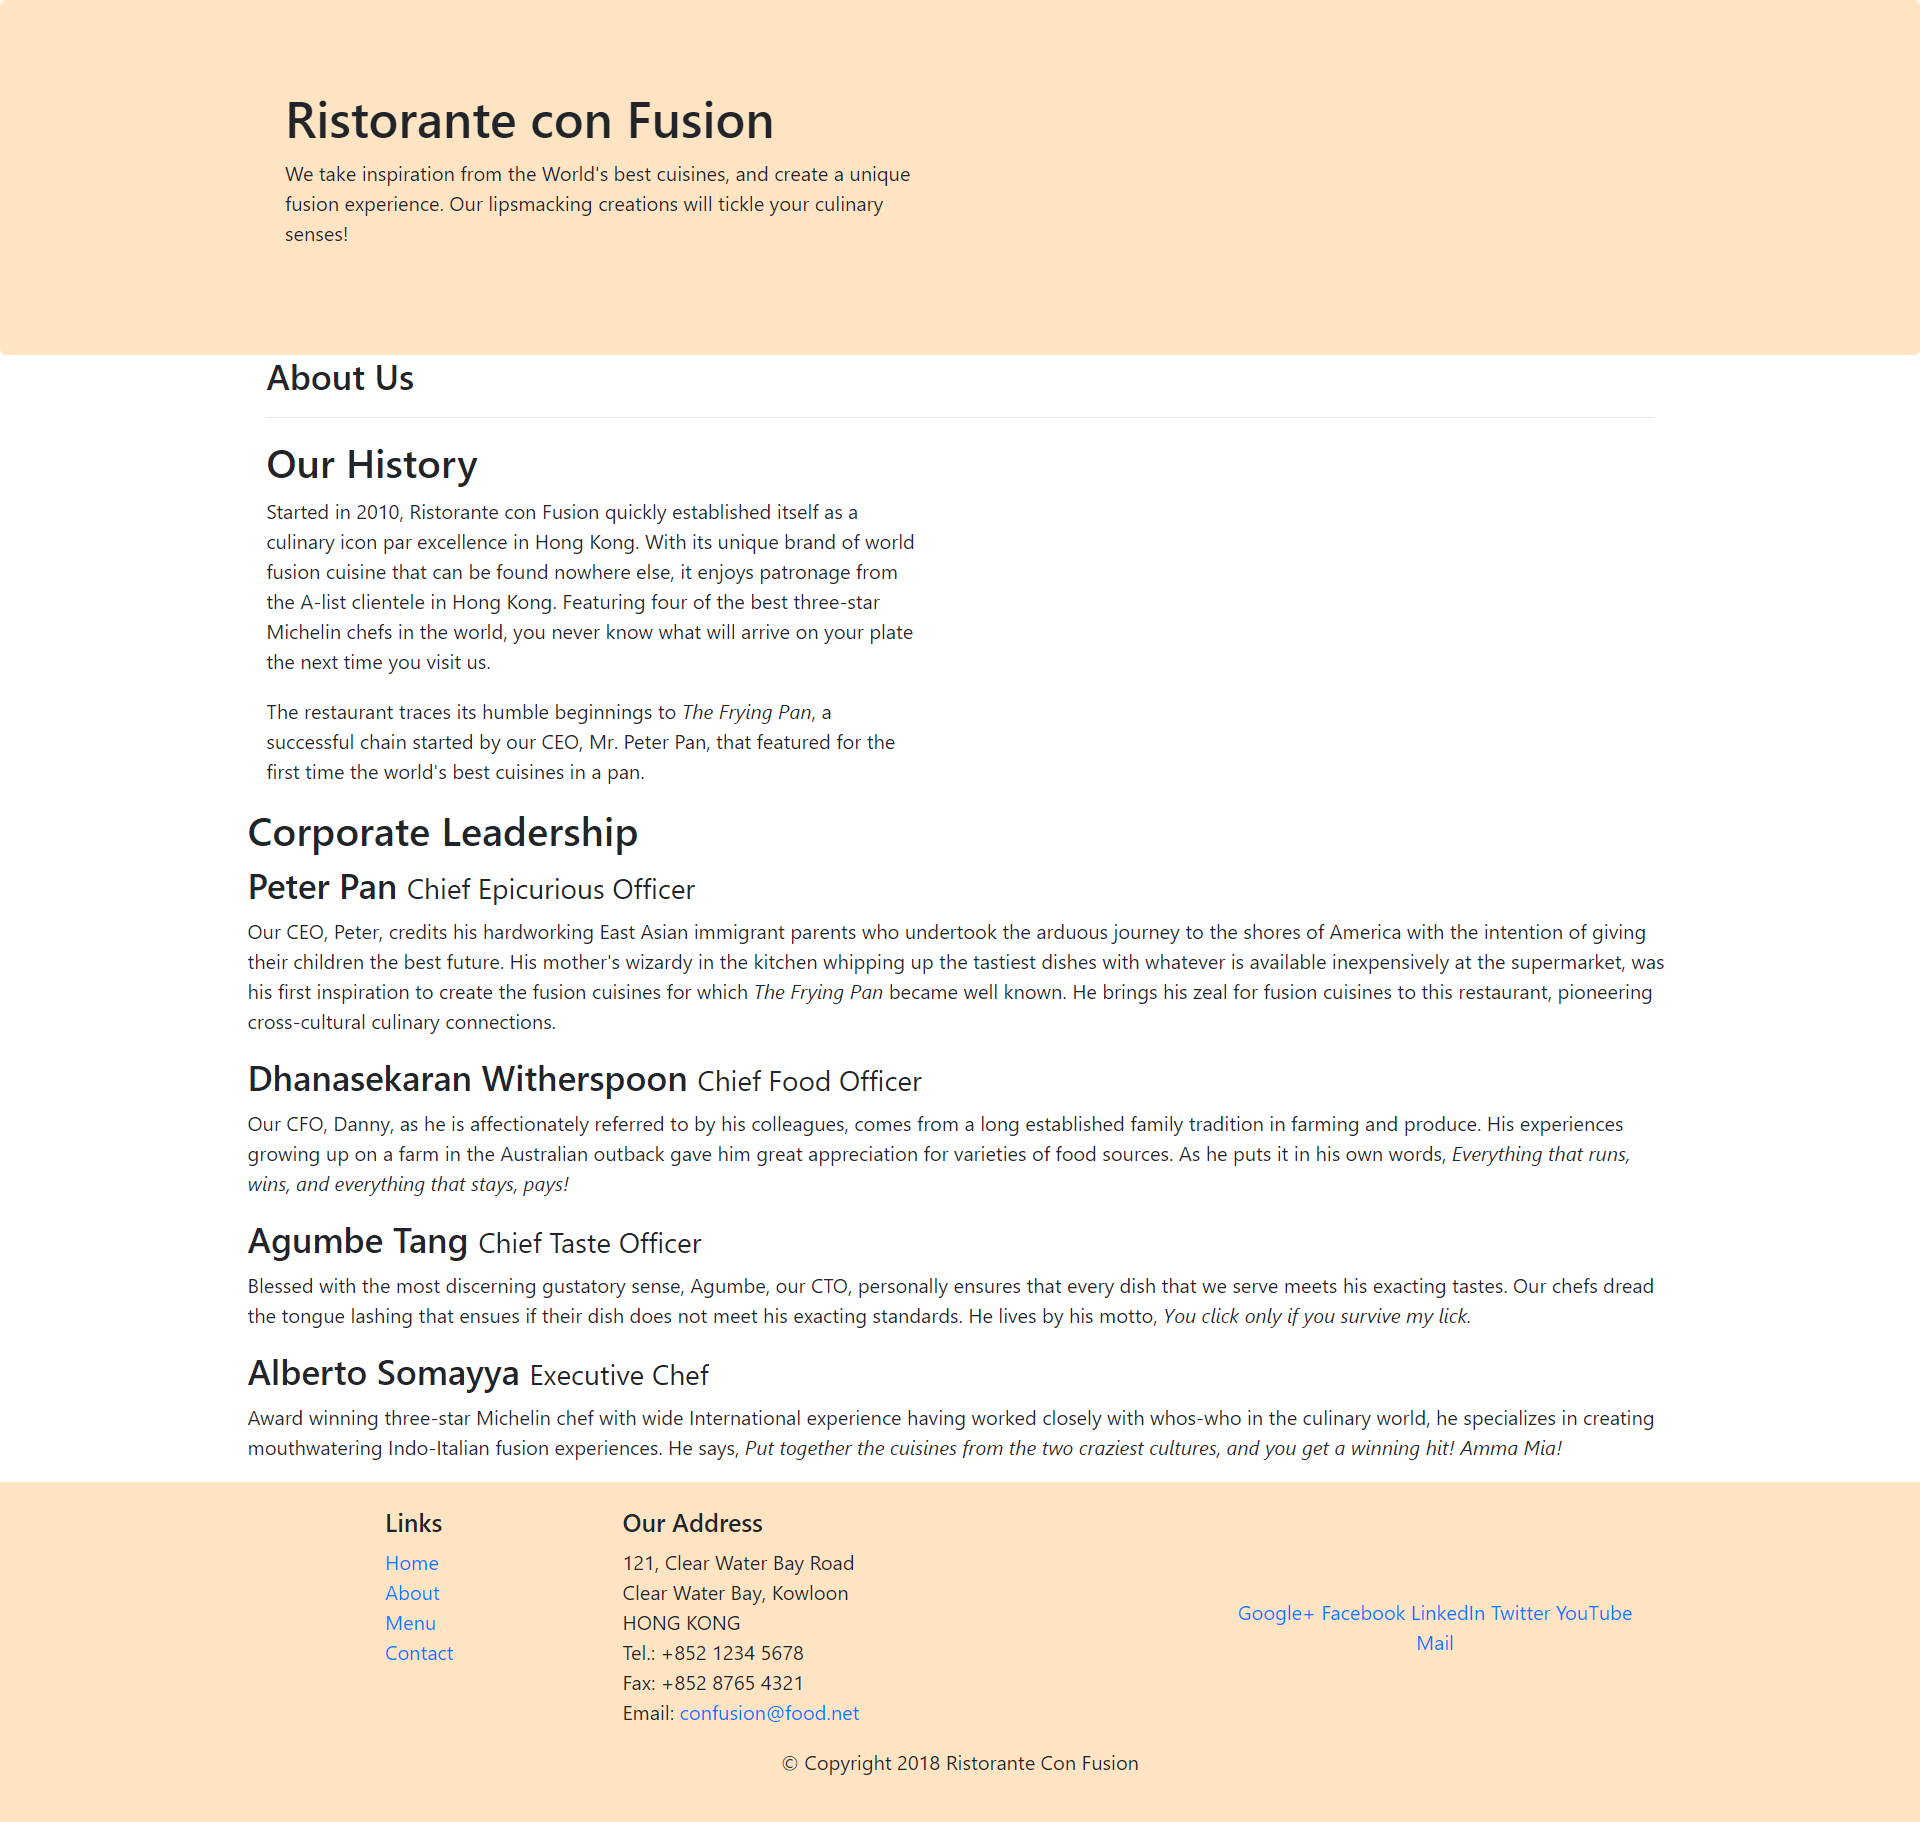 Ristorante con Fusion
We take inspiration from the World's best cuisines, and create a unique
fusion experience. Our lipsmacking creations will tickle your culinary
senses!
About Us
Our History
Started in 2010, Ristorante con Fusion quickly established itself as a
culinary icon par excellence in Hong Kong. With its unique brand of world
fusion cuisine that can be found nowhere else, it enjoys patronage from
the A-list clientele in Hong Kong. Featuring four of the best three-star
Michelin chefs in the world, you never know what will arrive on your plate
the next time you visit us.
The restaurant traces its humble beginnings to The Frying Pan, a
successful chain started by our CEO, Mr. Peter Pan, that featured for the
first time the world's best cuisines in a pan.
Corporate Leadership
Peter Pan Chief Epicurious Officer
Our CEO, Peter, credits his hardworking East Asian immigrant parents who undertook the arduous journey to the shores of America with the intention of giving
their children the best future. His mother's wizardy in the kitchen whipping up the tastiest dishes with whatever is available inexpensively at the supermarket, was
his first inspiration to create the fusion cuisines for which The Frying Pan became well known. He brings his zeal for fusion cuisines to this restaurant, pioneering
cross-cultural culinary connections.
Dhanasekaran Witherspoon Chief Food Officer
Our CFO, Danny, as he is affectionately referred to by his colleagues, comes from a long established family tradition in farming and produce. His experiences
growing up on a farm in the Australian outback gave him great appreciation for varieties of food sources. As he puts it in his own words, Everything that runs,
wins, and everything that stays, pays!
Agumbe Tang Chief Taste Officer
Blessed with the most discerning gustatory sense, Agumbe, our CTO, personally ensures that every dish that we serve meets his exacting tastes. Our chefs dread
the tongue lashing that ensues if their dish does not meet his exacting standards. He lives by his motto, You click only if you survive my lick.
Alberto Somayya Executive Chef
Award winning three-star Michelin chef with wide International experience having worked closely with whos-who in the culinary world, he specializes in creating
mouthwatering Indo-Italian fusion experiences. He says, Put together the cuisines from the two craziest cultures, and you get a winning hit! Amma Mia!
Links
Home
About
Menu
Contact
Our Address
121, Clear Water Bay Road
Clear Water Bay, Kowloon
HONG KONG
Tel.: +852 1234 5678
Fax: +852 8765 4321
Email: confusion@food.net
Google+ Facebook LinkedIn Twitter YouTube
Mail
© Copyright 2018 Ristorante Con Fusion